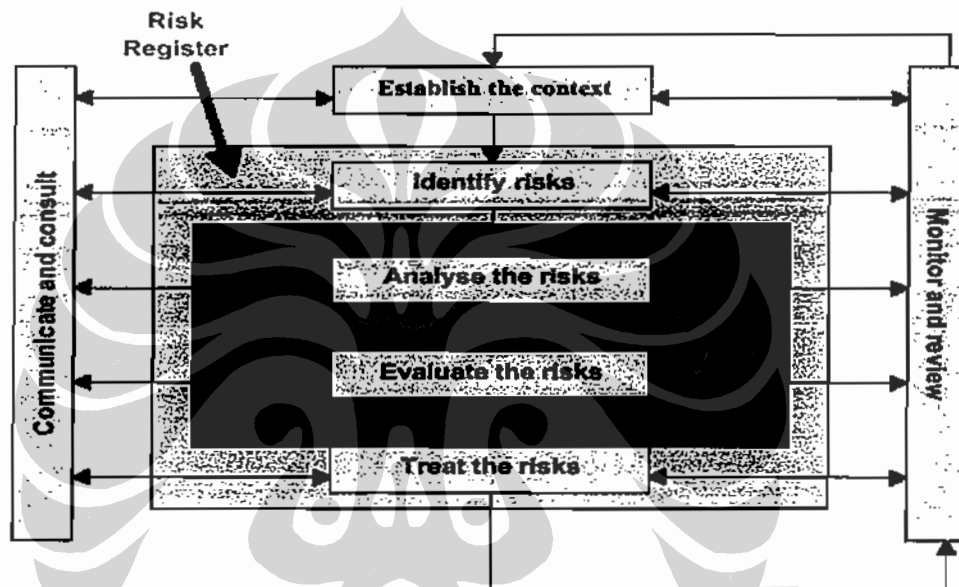 Risk
Register
Establish the context
Identify risks
Analyse the risks
Evaluate the risks
Treat the risks
Communicate and consult
Monitor and review